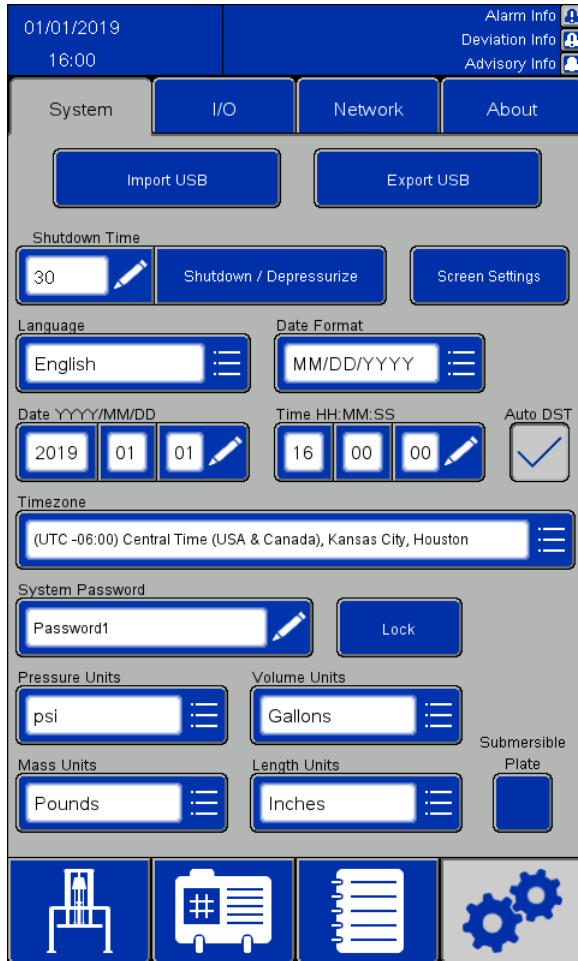 01/01/2019
16:00
Alarm Info
Deviation Info
Advisory Info
System
I/O
Network
About
Import USB
Export USB
Shutdown Time
30
Shutdown / Depressurize
Screen Settings
Language
Date Format
English
MM/DD/YYYY
Date YYYY/MM/DD
Time HH:MM:SS
Auto DST
2019 01 01
16 00 00
Timezone
(UTC -06:00) Central Time (USA & Canada), Kansas City, Houston
System Password
Password1
Lock
Pressure Units
Volume Units
psi
Gallons
Submersible
Plate
Mass Units
Length Units
Pounds
Inches
#